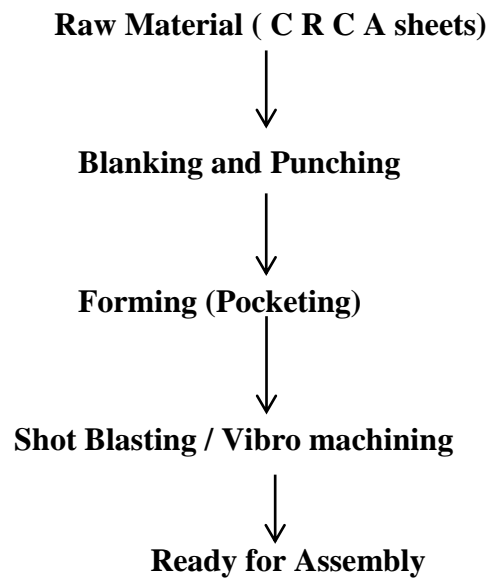 Raw Material ( C R C A sheets)
Blanking and Punching
Forming (Pocketing)
Shot Blasting / Vibro machining
Ready for Assembly